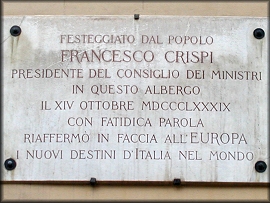 FESTEGGIATO DAL POPOLO
FRANCESCO CRISPI
PRESIDENTE DEL CONSIGLIO DEI MINISTRI
IN QUESTO ALBERGO
IL XIV OTTOBRE MDCCCLXXXIX
CON FATIDICA PAROLA
RIAFFERMÒ IN FACCIA ALL'EUROPA
I NUOVI DESTINI D'ITALIA NEL MONDO